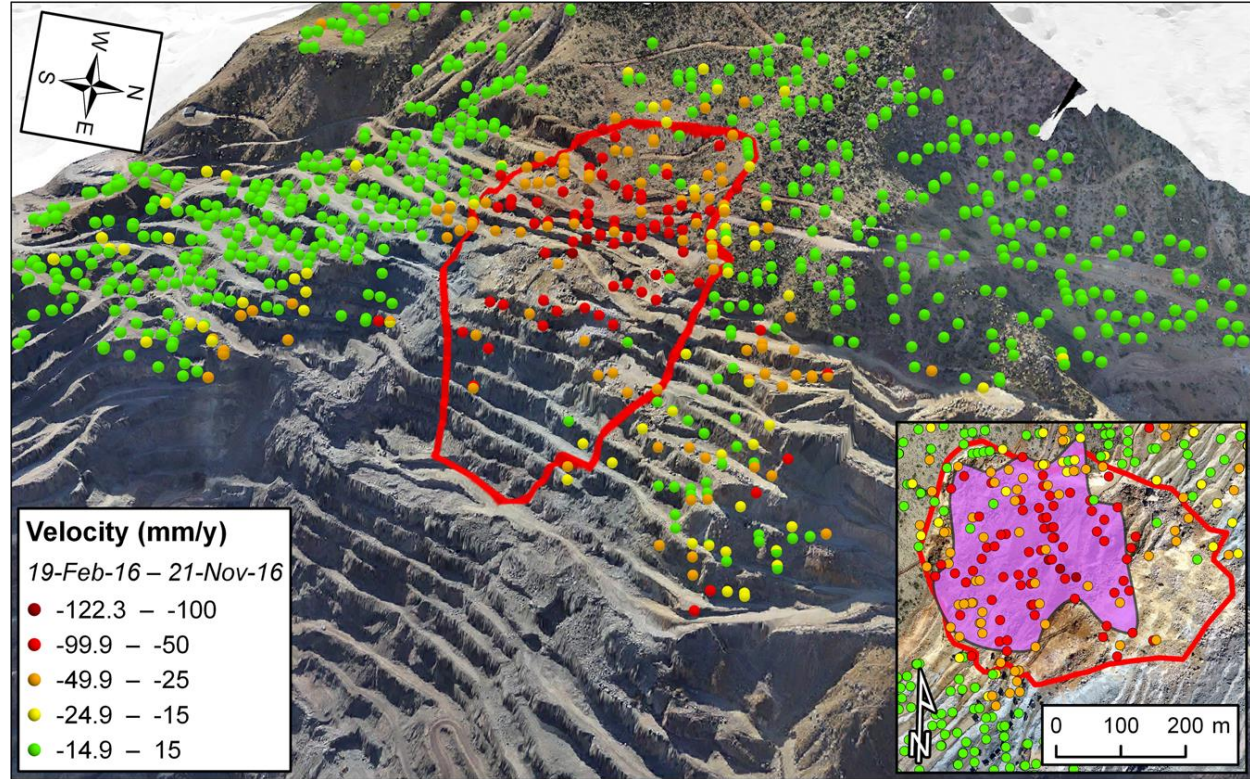 W
S
N
E
Velocity (mm/y)
19-Feb-16 – 21-Nov-16
-122.3 – -100
-99.9 – -50
-49.9 – -25
-24.9 – -15
-14.9 – 15
N
0 100 200 m